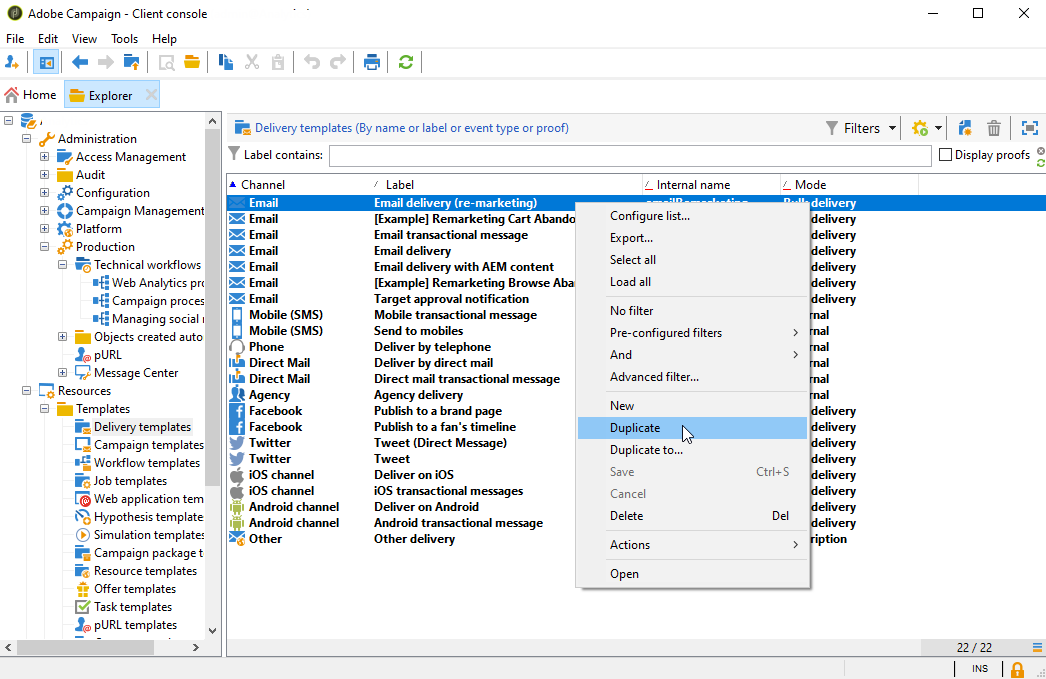 Adobe Campaign - Client console
File Edit View Tools Help
Home Explorer
Administration
Access Management
Audit
Configuration
Campaign Management
Platform
Production
Technical workflows
Web Analytics pro
Campaign proces
Managing social
Objects created auto
pURL
Message Center
Resources
Templates
Delivery templates
Campaign templates
Workflow templates
Job templates
Web application tem
Hypothesis template
Simulation templates
Campaign package t
Resource templates
Offer templates
Task templates
pURL templates
Delivery templates (By name or label or event type or proof)
Filters
Label contains:
Display proofs
Channel Label Internal name Mode
Email Email delivery (re-marketing) delivery
Email [Example] Remarketing Cart Abando delivery
Email Email transactional message delivery
Email Email delivery delivery
Email Email delivery with AEM content delivery
Email [Example] Remarketing Browse Aba delivery
Email Target approval notification delivery
Mobile (SMS) Mobile transactional message rnal
Mobile (SMS) Send to mobiles rnal
Phone Deliver by telephone rnal
Direct Mail Deliver by direct mail rnal
Direct Mail Direct mail transactional message rnal
Agency Agency delivery rnal
Facebook Publish to a brand page delivery
Facebook Publish to a fan's timeline delivery
Twitter Tweet (Direct Message) delivery
Twitter Tweet delivery
iOS channel Deliver on iOS delivery
iOS channel iOS transactional messages delivery
Android channel Deliver on Android delivery
Android channel Android transactional message delivery
Other Other delivery ription
Configure list...
Export...
Select all
Load all
No filter
Pre-configured filters
And
Advanced filter...
New
Duplicate
Duplicate to...
Save Ctrl+S
Cancel
Delete Del
Actions
Open
22 / 22
INS